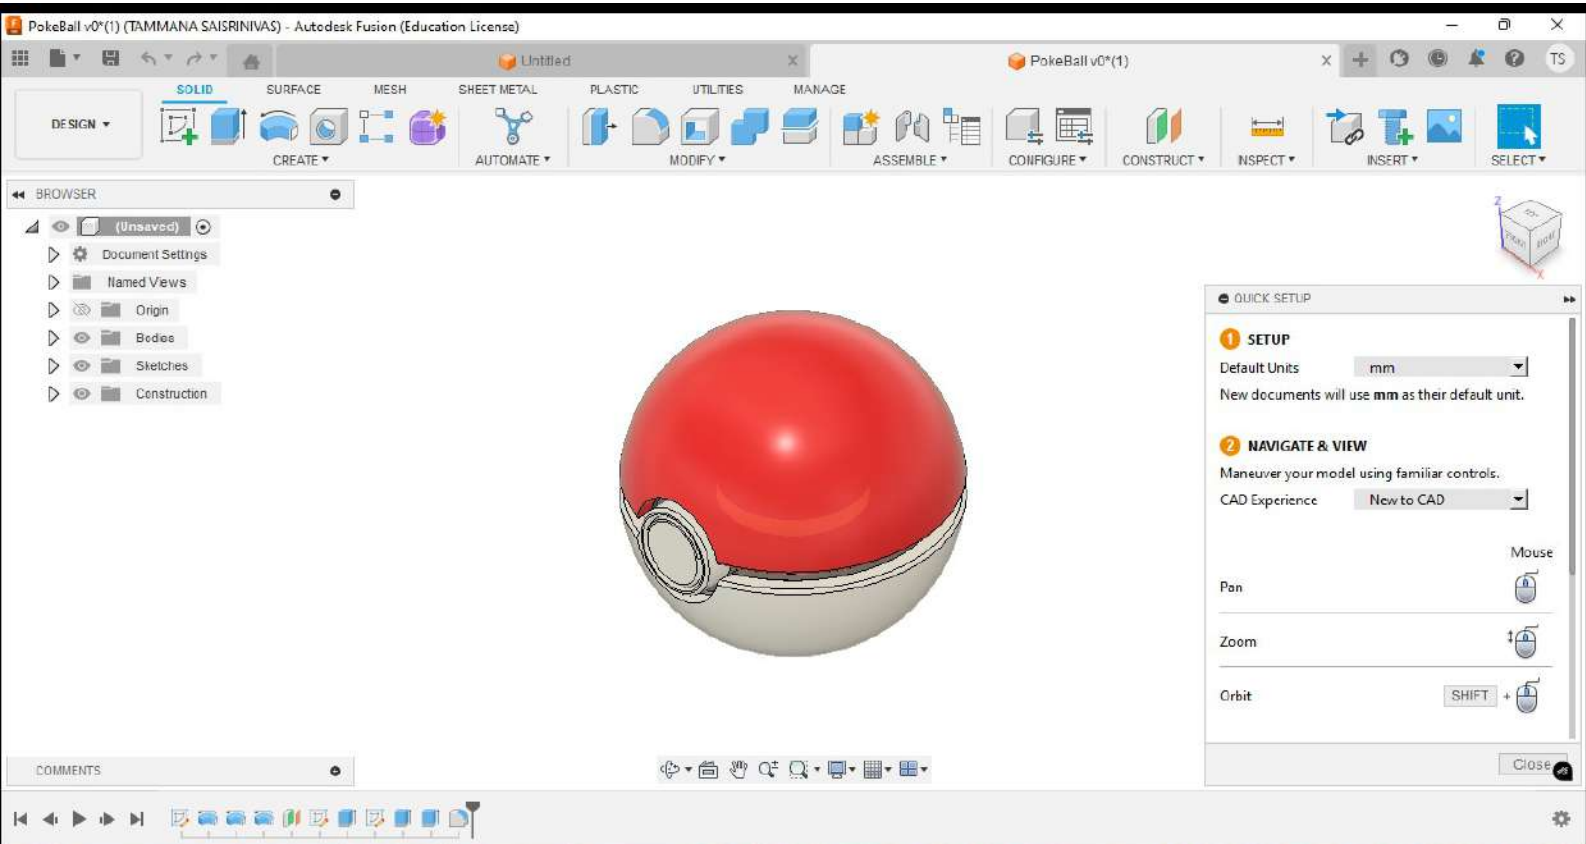 PokeBall v0*(1) (TAMMANA SAISRINIVAS) - Autodesk Fusion (Education License)
Untitled
PokeBall v0*(1)
TS
SOLID SURFACE MESH SHEET METAL PLASTIC UTILITIES MANAGE
DESIGN
CREATE AUTOMATE MODIFY ASSEMBLE CONFIGURE CONSTRUCT INSPECT INSERT SELECT
BROWSER
(Unsaved)
Document Settings
Named Views
Origin
Bodies
Sketches
Construction
Z
X
QUICK SETUP
1 SETUP
Default Units mm
New documents will use mm as their default unit.
2 NAVIGATE & VIEW
Maneuver your model using familiar controls.
CAD Experience New to CAD
Mouse
Pan
Zoom
Orbit SHIFT +
Close
COMMENTS